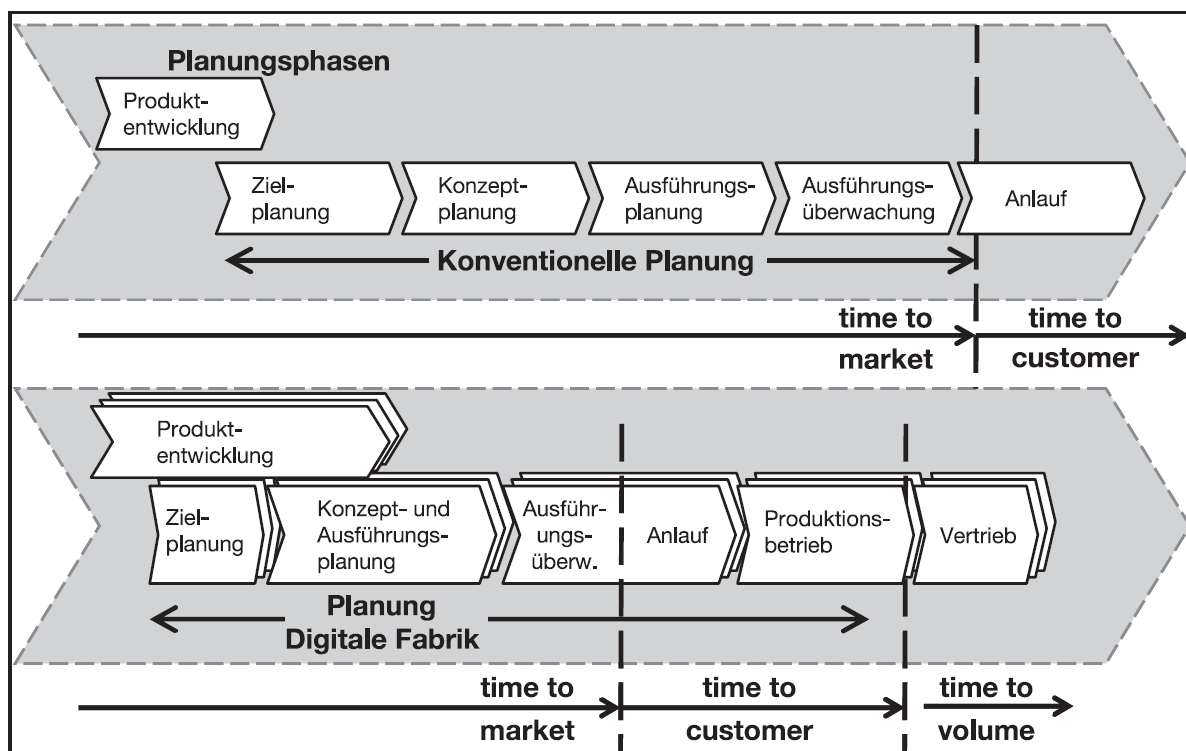 Planungsphasen
Produkt-
entwicklung
Ziel-
planung
Konzept-
planung
Ausführungs-
planung
Ausführungs-
überwachung
Anlauf
Konventionelle Planung
time to
market
time to
customer
Produkt-
entwicklung
Ziel-
planung
Konzept- und
Ausführungs-
planung
Ausführ-
ungs-
überw.
Anlauf
Produktions-
betrieb
Vertrieb
Planung
Digitale Fabrik
time to
market
time to
customer
time to
volume